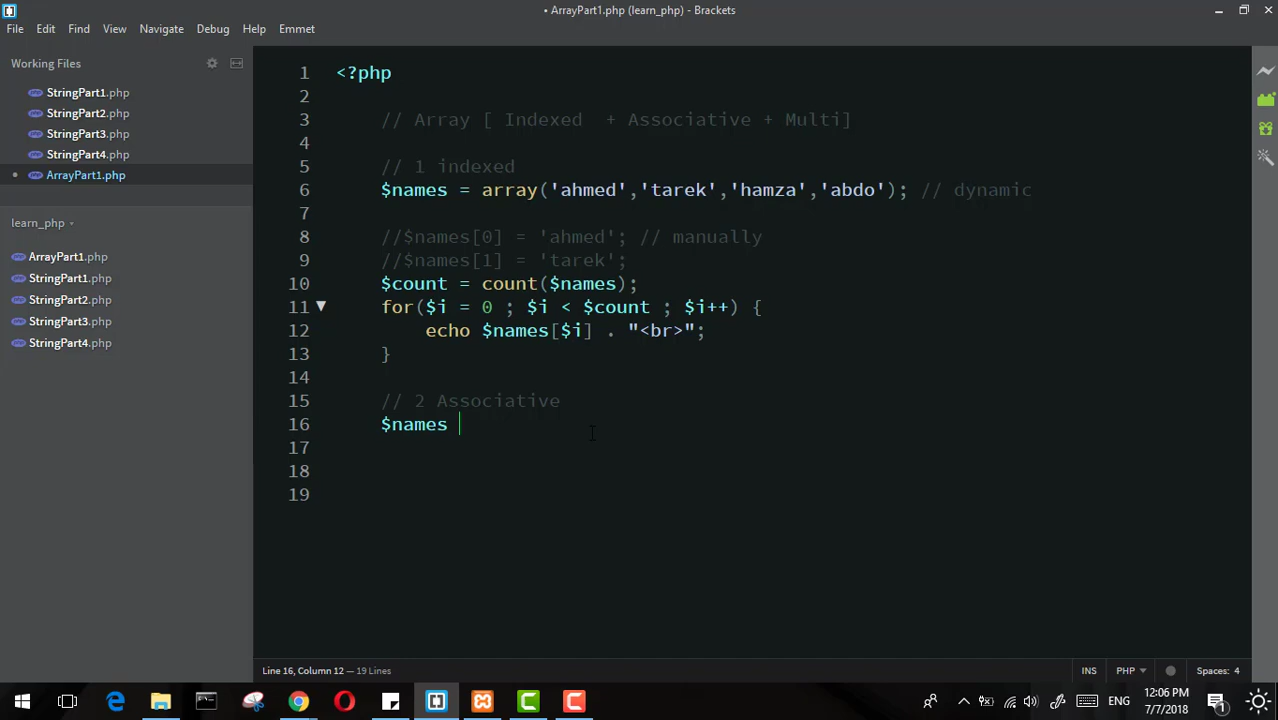 • ArrayPart1.php (learn_php) - Brackets
File Edit Find View Navigate Debug Help Emmet
Working Files
StringPart1.php
StringPart2.php
StringPart3.php
StringPart4.php
• ArrayPart1.php
learn_php
ArrayPart1.php
StringPart1.php
StringPart2.php
StringPart3.php
StringPart4.php
1 <?php
2
3 // Array [ Indexed  + Associative + Multi]
4
5 // 1 indexed
6 $names = array('ahmed','tarek','hamza','abdo'); // dynamic
7
8 //$names[0] = 'ahmed'; // manually
9 //$names[1] = 'tarek';
10 $count = count($names);
11 for($i = 0 ; $i < $count ; $i++) {
12 echo $names[$i] . "<br>";
13 }
14
15 // 2 Associative
16 $names
17
18
19
Line 16, Column 12 — 19 Lines
INS PHP Spaces: 4
ENG
12:06 PM
7/7/2018
1